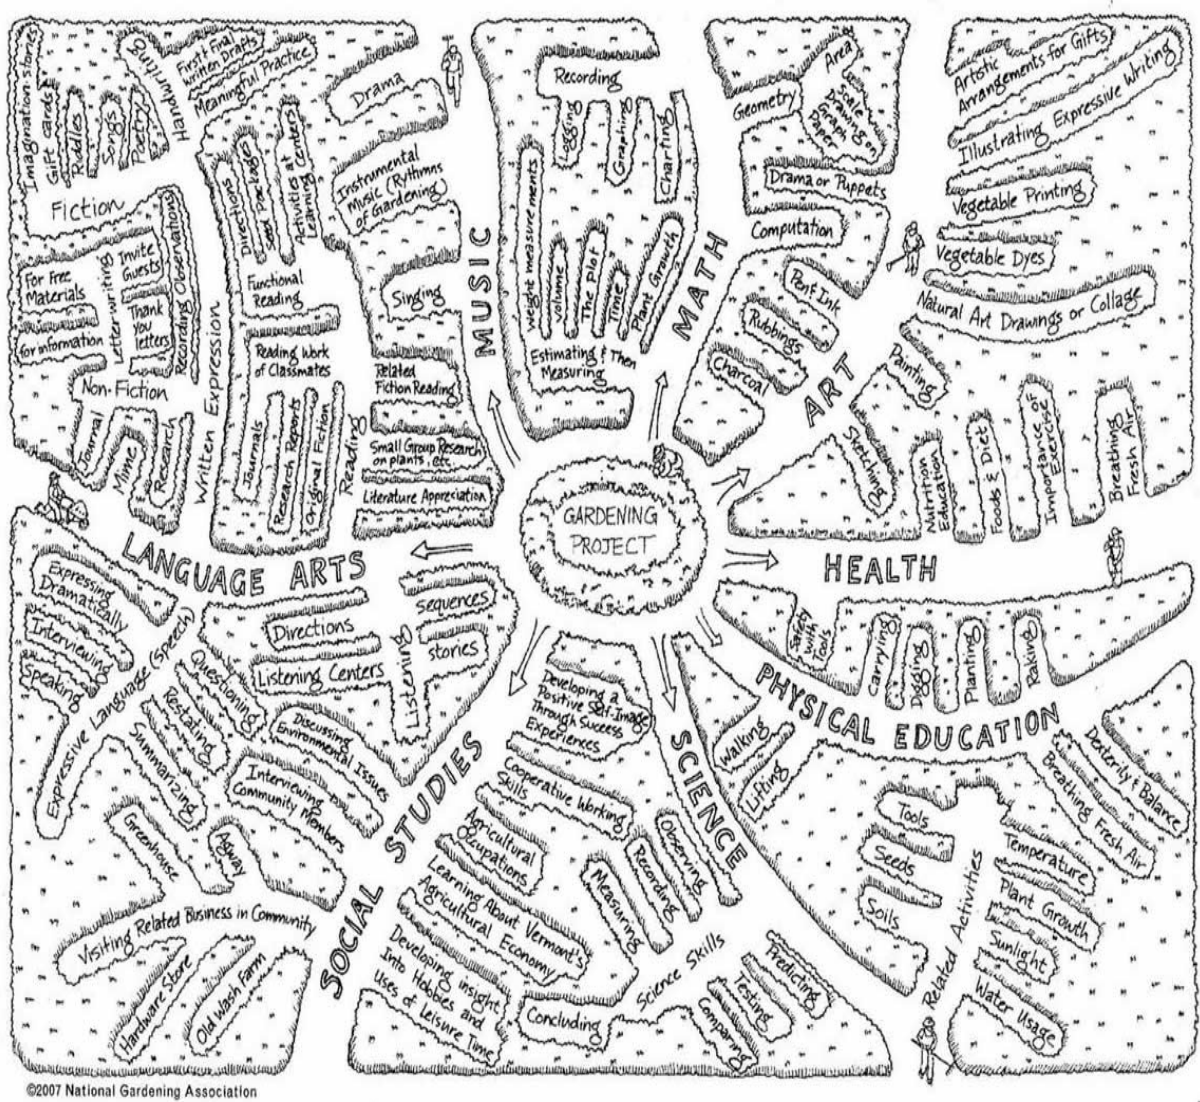 GARDENING
PROJECT
LANGUAGE ARTS
Imagination-stories
Gift cards
Riddles
Songs
Poetry
Handwriting
First & Final
written Drafts
Meaningful Practice
Fiction
For Free
Materials
for information
Letter writing
Invite
Guests
Thank
you
letters
Recording Observations
Non-Fiction
Journal
Mime
Research
Written Expression
Directions
Seed Packages
Activities at
Learning Centers
Functional
Reading
Reading Work
of Classmates
Journals
Research Reports
Original Fiction
Reading
Related
Fiction Reading
Small Group Research
on plants, etc.
Literature Appreciation
Expressing
Dramatically
Interviewing
Speaking
Expressive Language (Speech)
Questioning
Restating
Summarizing
Directions
Listening Centers
Listening
Sequences
stories
MUSIC
Drama
Instrumental
Music (Rythmns
of Gardening)
Singing
MATH
Recording
Logging
Graphing
Charting
Weight measurements
Volume
The plot
Time
Plant Growth
Estimating & Then
Measuring
Geometry
Area
Scale
Drawing
Graph on
Paper
Drama or Puppets
Computation
ART
Pen & Ink
Rubbings
Charcoal
Artistic
Arrangements for Gifts
Illustrating Expressive Writing
Vegetable Printing
Vegetable Dyes
Natural Art Drawings or Collage
Painting
Sketching
HEALTH
Nutrition
Education
Foods & Diet
Importance of
Exercise
Breathing
Fresh Air
Safety
with
Tools
PHYSICAL EDUCATION
Carrying
Digging
Planting
Raking
Walking
Lifting
Breathing Fresh Air
Dexterity & Balance
SCIENCE
Observing
Recording
Measuring
Science Skills
Concluding
Comparing
Testing
Predicting
Related Activities
Tools
Seeds
Soils
Temperature
Plant Growth
Sunlight
Water Usage
SOCIAL STUDIES
Developing a
Positive Self-Image
Through Success
Experiences
Cooperative Working
Skills
Agricultural
Ocupations
Learning About Vermont's
Agricultural Economy
Developing insight
Into Hobbies and
Uses of
Leisure Time
Discussing
Environmental Issues
Interviewing
Community Members
Greenhouse
Agway
Visiting Related Business in Community
Hardware Store
Old Wash Farm
©2007 National Gardening Association